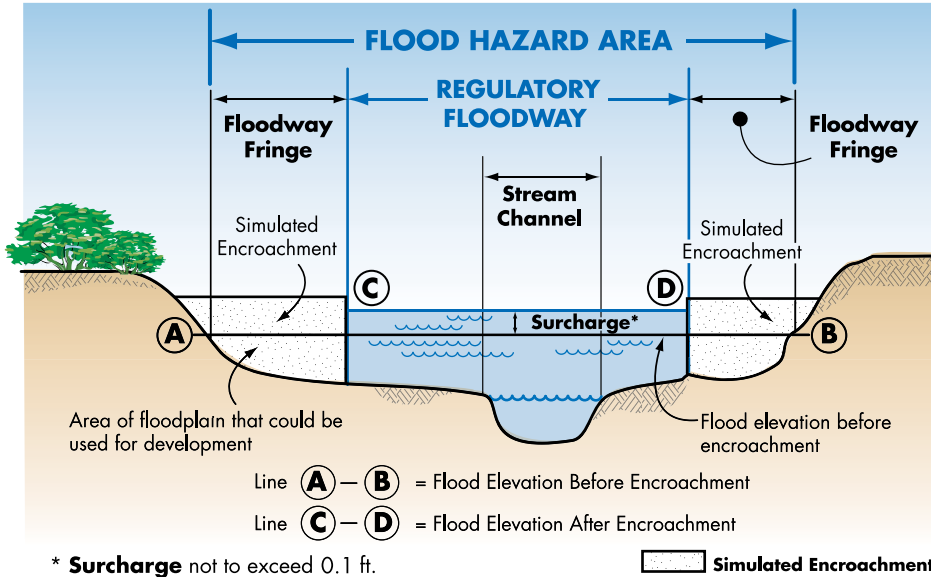 FLOOD HAZARD AREA
REGULATORY
FLOODWAY
Floodway
Fringe
Floodway
Fringe
Stream
Channel
Simulated
Encroachment
Simulated
Encroachment
C
D
Surcharge*
A
B
Area of floodplain that could be
used for development
Flood elevation before
encroachment
Line A — B = Flood Elevation Before Encroachment
Line C — D = Flood Elevation After Encroachment
* Surcharge not to exceed 0.1 ft.
Simulated Encroachment